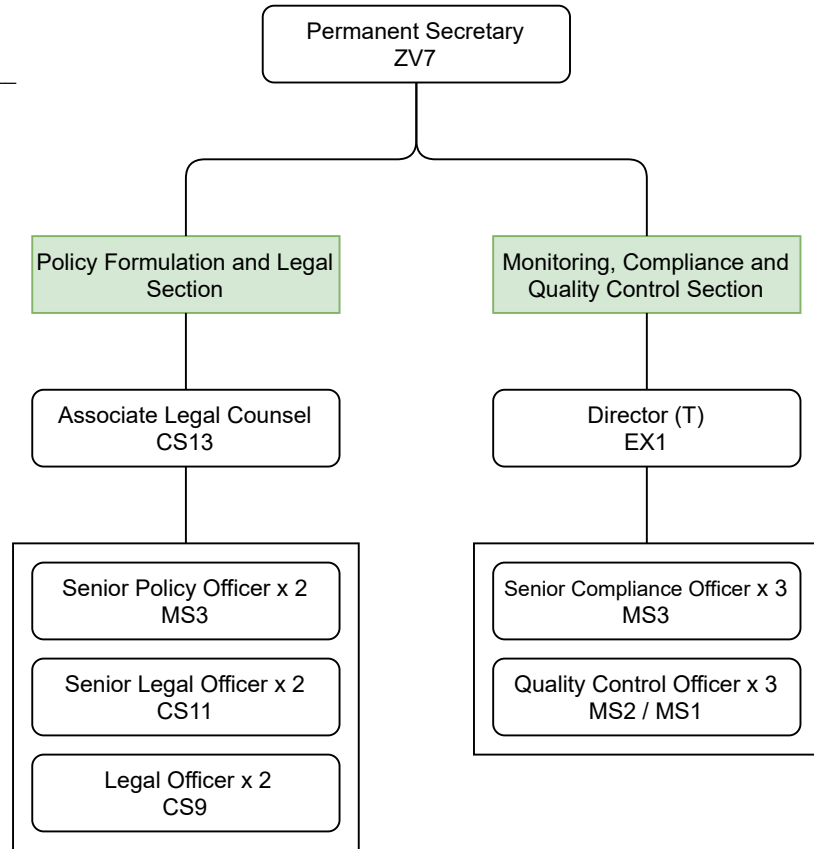 Permanent Secretary
ZV7
Policy Formulation and Legal
Section
Associate Legal Counsel
CS13
Senior Policy Officer x 2
MS3
Senior Legal Officer x 2
CS11
Legal Officer x 2
CS9
Monitoring, Compliance and
Quality Control Section
Director (T)
EX1
Senior Compliance Officer x 3
MS3
Quality Control Officer x 3
MS2 / MS1